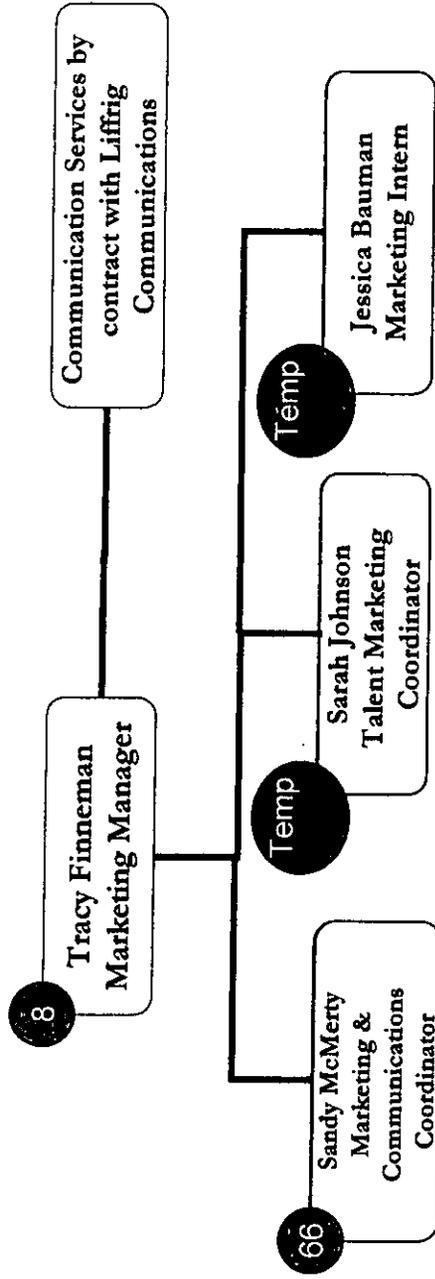 8
Tracy Finneman
Marketing Manager
Communication Services by
contract with Liffrig
Communications
66
Sandy McMerty
Marketing &
Communications
Coordinator
Temp
Sarah Johnson
Talent Marketing
Coordinator
Temp
Jessica Bauman
Marketing Intern